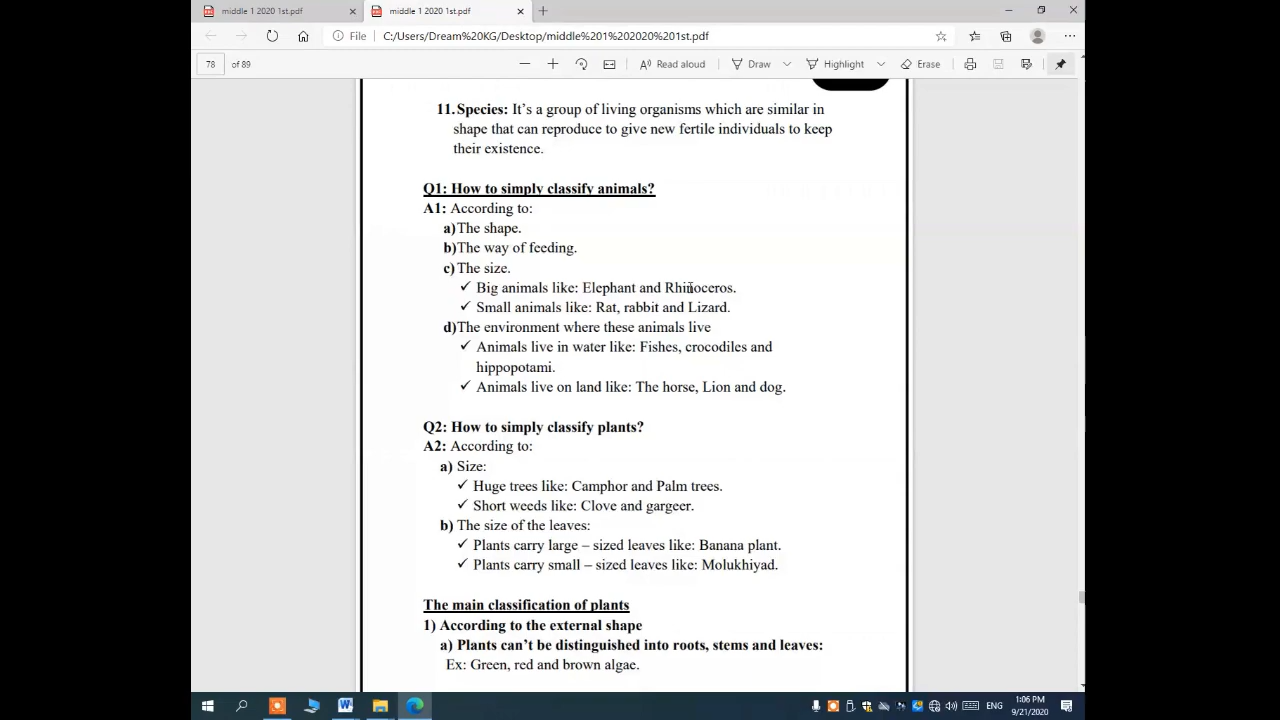 middle 1 2020 1st.pdf
middle 1 2020 1st.pdf
File
C:/Users/Dream%20KG/Desktop/middle%201%202020%201st.pdf
78 of 89
Read aloud
Draw
Highlight
Erase
11. Species: It’s a group of living organisms which are similar in
shape that can reproduce to give new fertile individuals to keep
their existence.
Q1: How to simply classify animals?
A1: According to:
a) The shape.
b) The way of feeding.
c) The size.
✓ Big animals like: Elephant and Rhinoceros.
✓ Small animals like: Rat, rabbit and Lizard.
d) The environment where these animals live
✓ Animals live in water like: Fishes, crocodiles and
hippopotami.
✓ Animals live on land like: The horse, Lion and dog.
Q2: How to simply classify plants?
A2: According to:
a) Size:
✓ Huge trees like: Camphor and Palm trees.
✓ Short weeds like: Clove and gargeer.
b) The size of the leaves:
✓ Plants carry large – sized leaves like: Banana plant.
✓ Plants carry small – sized leaves like: Molukhiyad.
The main classification of plants
1) According to the external shape
a) Plants can’t be distinguished into roots, stems and leaves:
Ex: Green, red and brown algae.
ENG
1:06 PM
9/21/2020